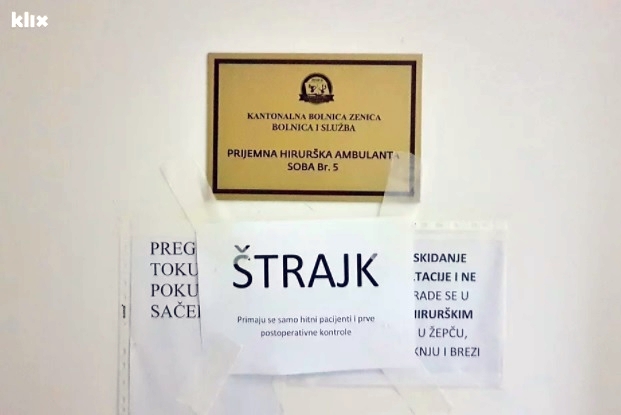 klix
KANTONALNA BOLNICA ZENICA
BOLNICA I SLUŽBA
PRIJEMNA HIRURŠKA AMBULANTA
SOBA Br. 5
ŠTRAJK
Primaju se samo hitni pacijenti i prve
postoperativne kontrole
PREG
TOKU
POKU
SAČE
SKIDANJE
TACIJE I NE
RADE SE U
HIRURŠKIM
U ŽEPČU,
KNJU I BREZI